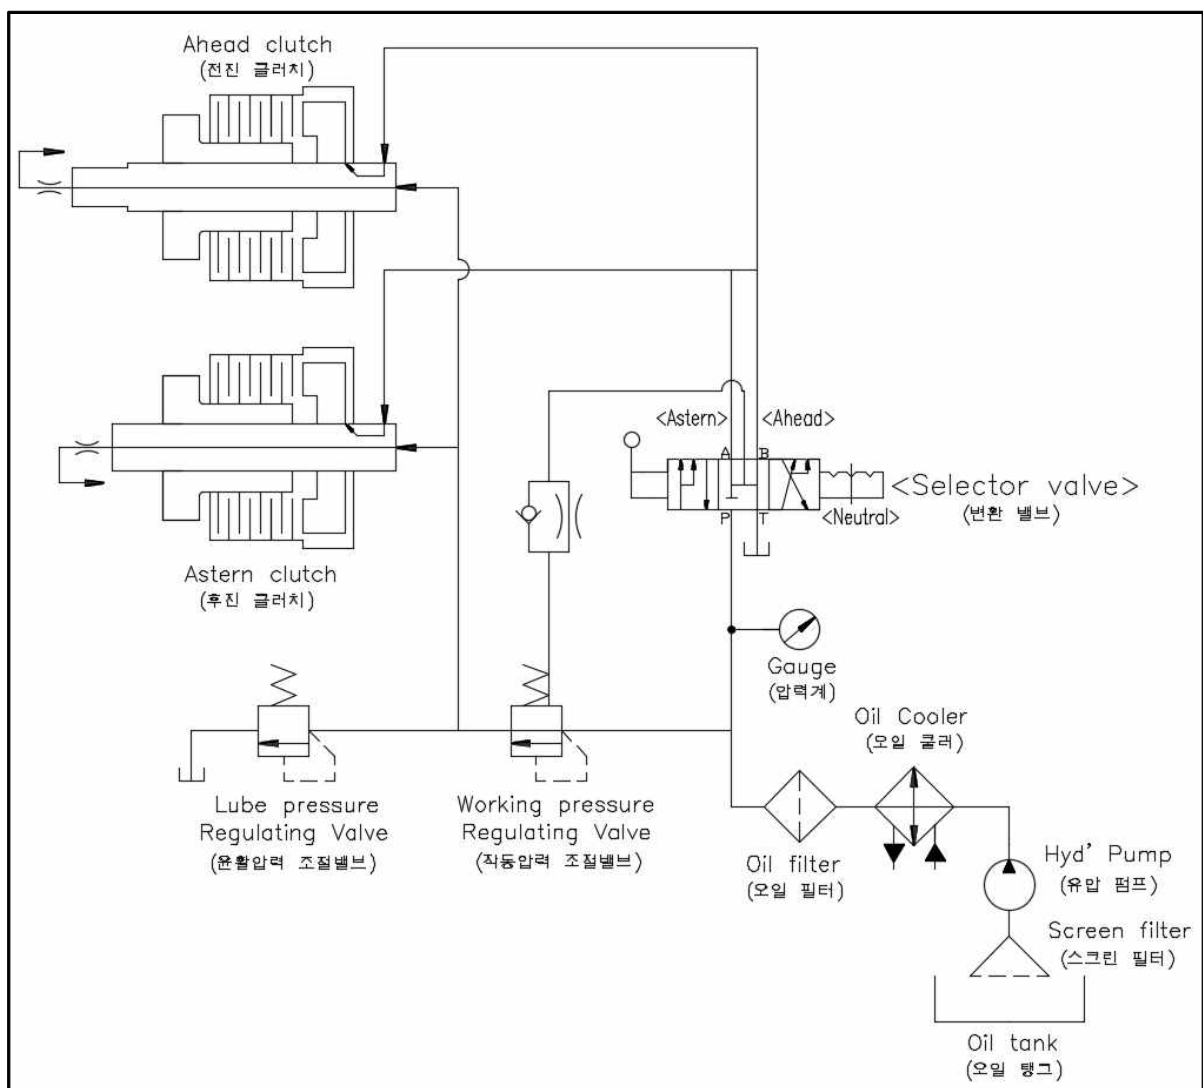 Ahead clutch
(전진 클러치)
<Astern>
<Ahead>
A
B
<Selector valve>
(변환 밸브)
P
T
<Neutral>
Astern clutch
(후진 클러치)
Gauge
(압력계)
Oil Cooler
(오일 쿨러)
Lube pressure
Regulating Valve
(윤활압력 조절밸브)
Working pressure
Regulating Valve
(작동압력 조절밸브)
Oil filter
(오일 필터)
Hyd' Pump
(유압 펌프)
Screen filter
(스크린 필터)
Oil tank
(오일 탱크)